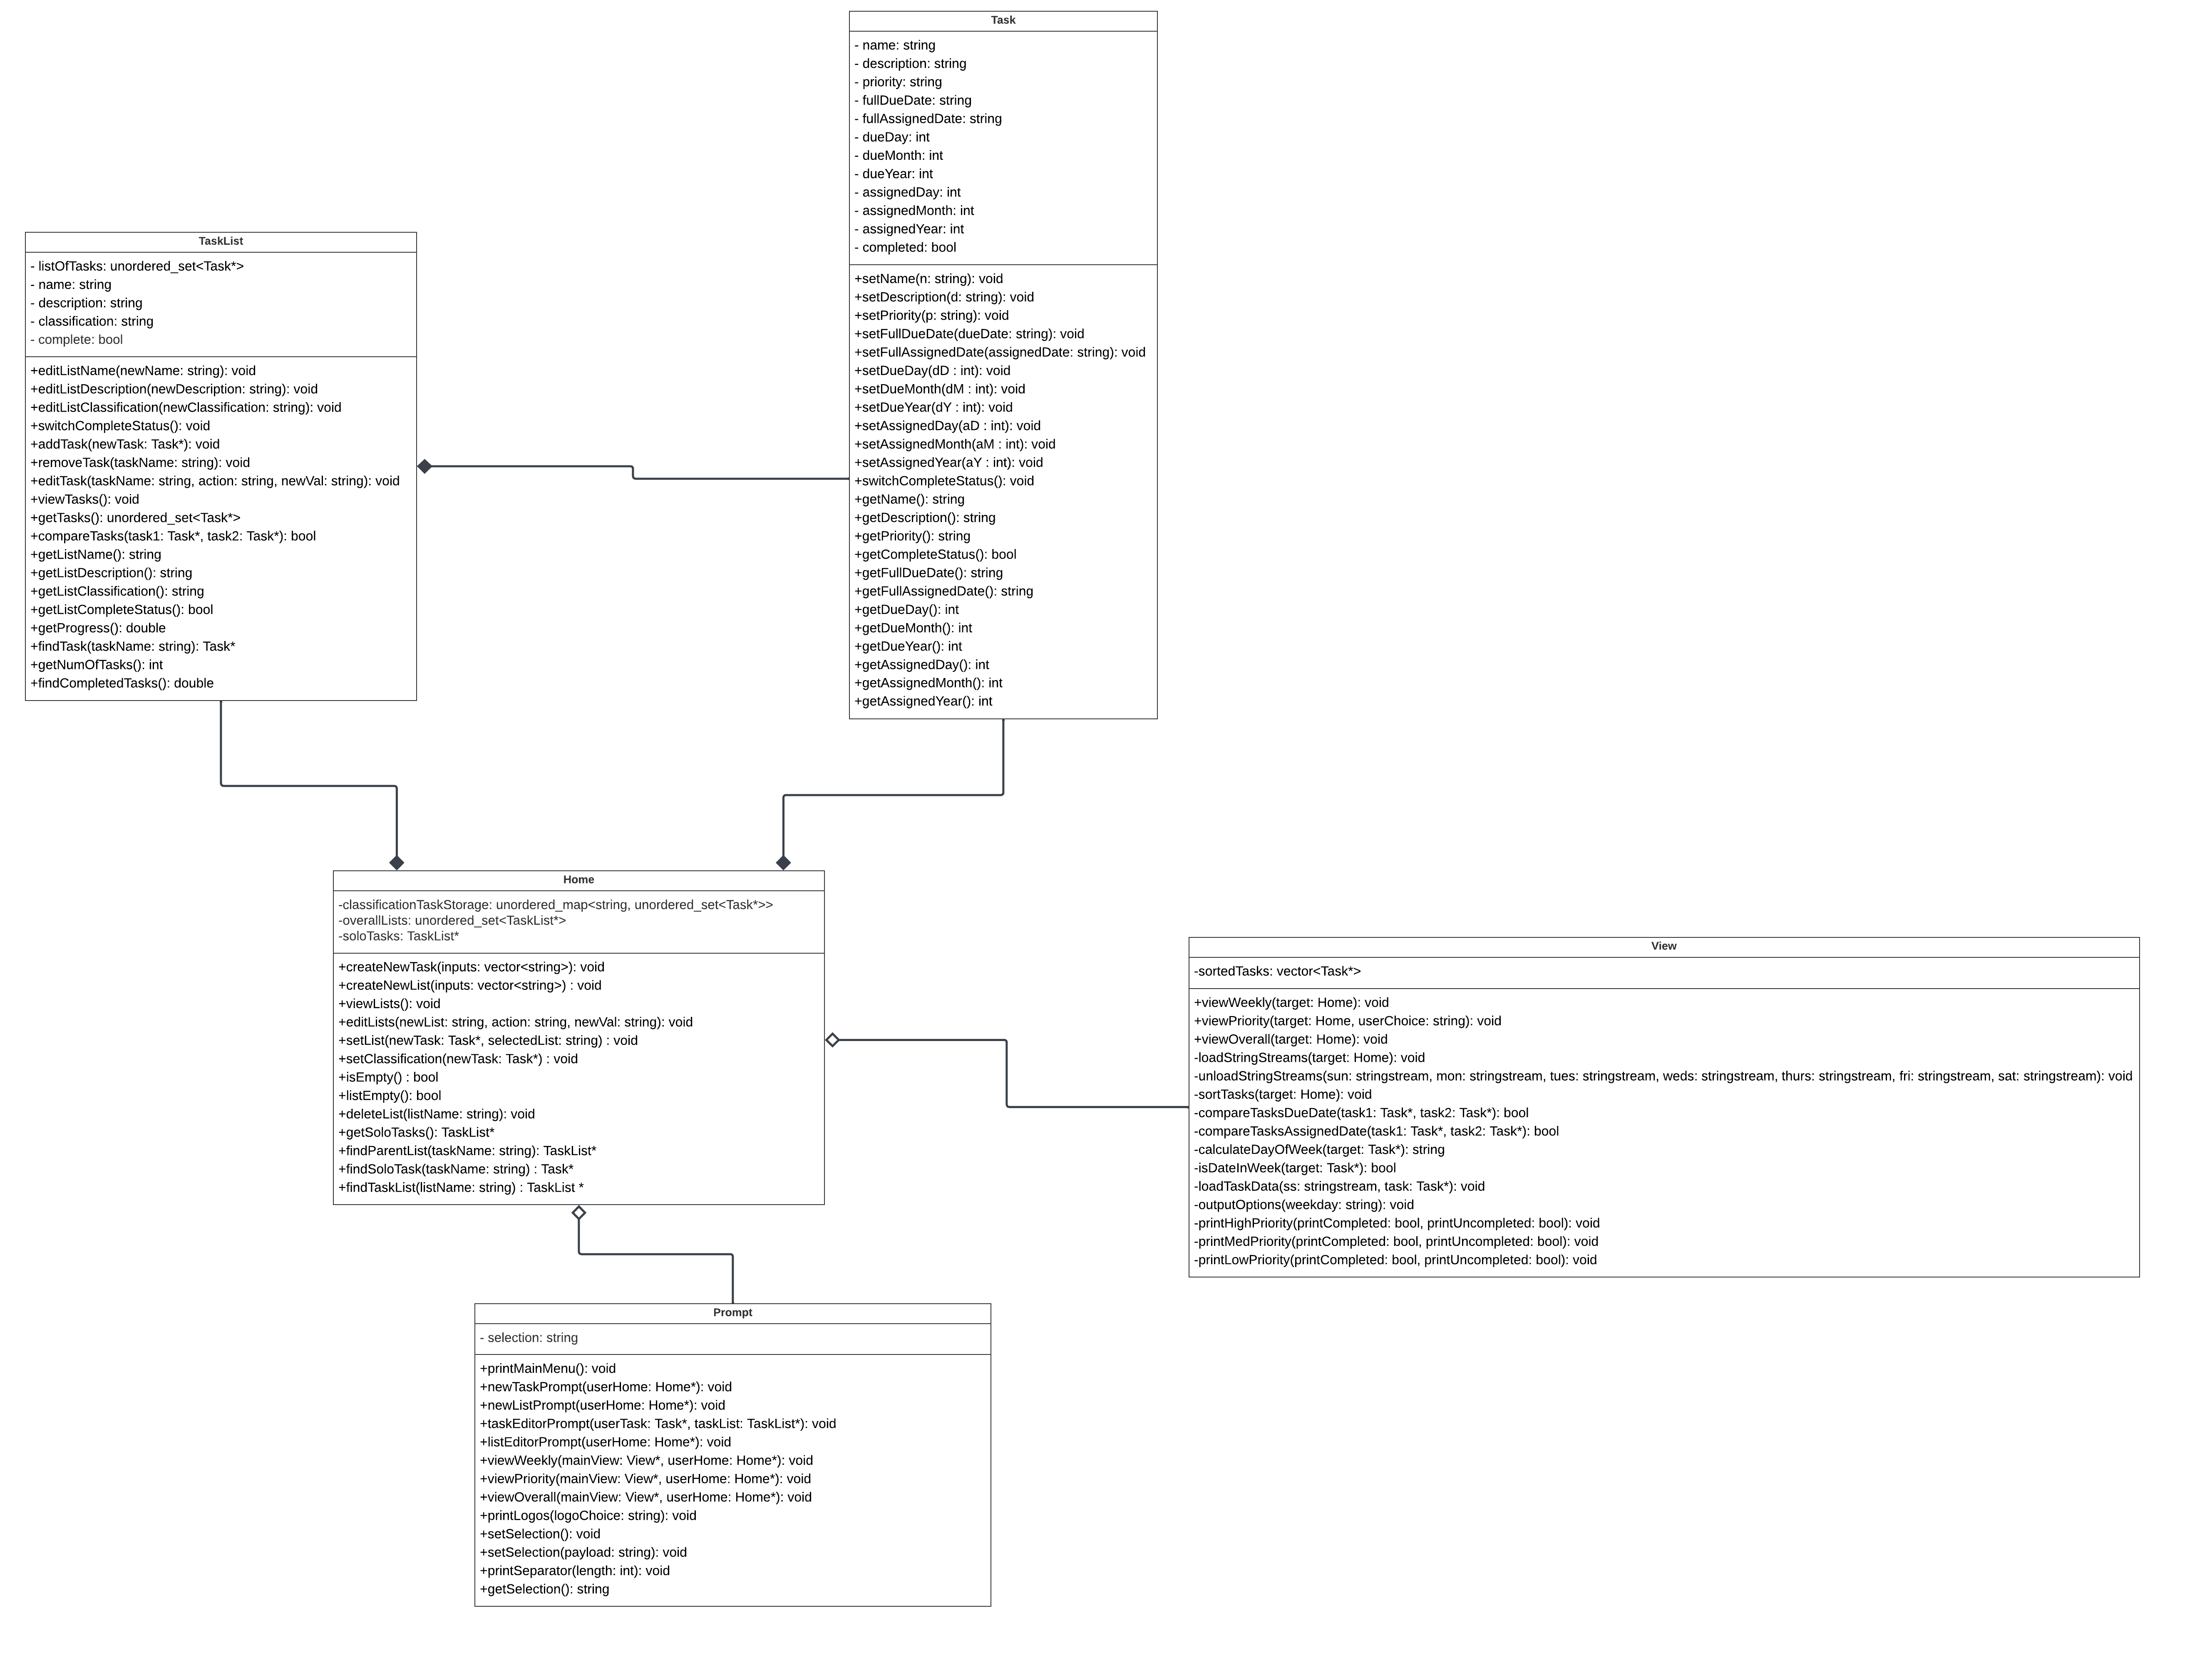 Task
- name: string
- description: string
- priority: string
- fullDueDate: string
- fullAssignedDate: string
- dueDay: int
- dueMonth: int
- dueYear: int
- assignedDay: int
- assignedMonth: int
- assignedYear: int
- completed: bool
+setName(n: string): void
+setDescription(d: string): void
+setPriority(p: string): void
+setFullDueDate(dueDate: string): void
+setFullAssignedDate(assignedDate: string): void
+setDueDay(dD : int): void
+setDueMonth(dM : int): void
+setDueYear(dY : int): void
+setAssignedDay(aD : int): void
+setAssignedMonth(aM : int): void
+setAssignedYear(aY : int): void
+switchCompleteStatus(): void
+getName(): string
+getDescription(): string
+getPriority(): string
+getCompleteStatus(): bool
+getFullDueDate(): string
+getFullAssignedDate(): string
+getDueDay(): int
+getDueMonth(): int
+getDueYear(): int
+getAssignedDay(): int
+getAssignedMonth(): int
+getAssignedYear(): int
TaskList
- listOfTasks: unordered_set<Task*>
- name: string
- description: string
- classification: string
- complete: bool
+editListName(newName: string): void
+editListDescription(newDescription: string): void
+editListClassification(newClassification: string): void
+switchCompleteStatus(): void
+addTask(newTask: Task*): void
+removeTask(taskName: string): void
+editTask(taskName: string, action: string, newVal: string): void
+viewTasks(): void
+getTasks(): unordered_set<Task*>
+compareTasks(task1: Task*, task2: Task*): bool
+getListName(): string
+getListDescription(): string
+getListClassification(): string
+getListCompleteStatus(): bool
+getProgress(): double
+findTask(taskName: string): Task*
+getNumOfTasks(): int
+findCompletedTasks(): double
Home
-classificationTaskStorage: unordered_map<string, unordered_set<Task*>>
-overallLists: unordered_set<TaskList*>
-soloTasks: TaskList*
+createNewTask(inputs: vector<string>): void
+createNewList(inputs: vector<string>) : void
+viewLists(): void
+editLists(newList: string, action: string, newVal: string): void
+setList(newTask: Task*, selectedList: string) : void
+setClassification(newTask: Task*) : void
+isEmpty() : bool
+listEmpty(): bool
+deleteList(listName: string): void
+getSoloTasks(): TaskList*
+findParentList(taskName: string): TaskList*
+findSoloTask(taskName: string) : Task*
+findTaskList(listName: string) : TaskList *
View
-sortedTasks: vector<Task*>
+viewWeekly(target: Home): void
+viewPriority(target: Home, userChoice: string): void
+viewOverall(target: Home): void
-loadStringStreams(target: Home): void
-unloadStringStreams(sun: stringstream, mon: stringstream, tues: stringstream, weds: stringstream, thurs: stringstream, fri: stringstream, sat: stringstream): void
-sortTasks(target: Home): void
-compareTasksDueDate(task1: Task*, task2: Task*): bool
-compareTasksAssignedDate(task1: Task*, task2: Task*): bool
-calculateDayOfWeek(target: Task*): string
-isDateInWeek(target: Task*): bool
-loadTaskData(ss: stringstream, task: Task*): void
-outputOptions(weekday: string): void
-printHighPriority(printCompleted: bool, printUncompleted: bool): void
-printMedPriority(printCompleted: bool, printUncompleted: bool): void
-printLowPriority(printCompleted: bool, printUncompleted: bool): void
Prompt
- selection: string
+printMainMenu(): void
+newTaskPrompt(userHome: Home*): void
+newListPrompt(userHome: Home*): void
+taskEditorPrompt(userTask: Task*, taskList: TaskList*): void
+listEditorPrompt(userHome: Home*): void
+viewWeekly(mainView: View*, userHome: Home*): void
+viewPriority(mainView: View*, userHome: Home*): void
+viewOverall(mainView: View*, userHome: Home*): void
+printLogos(logoChoice: string): void
+setSelection(): void
+setSelection(payload: string): void
+printSeparator(length: int): void
+getSelection(): string